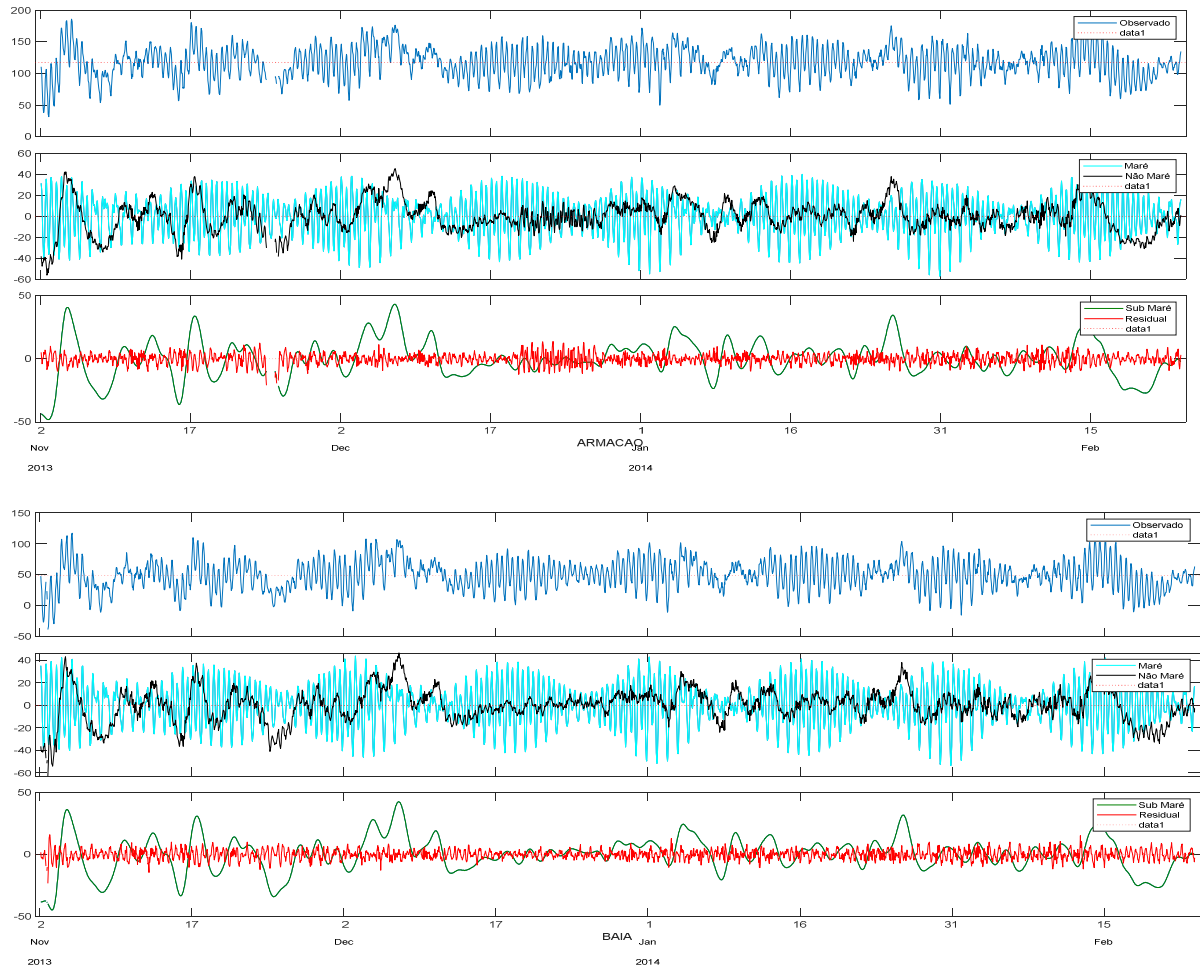 200
150
100
50
0
Observado
data1
60
40
20
0
-20
-40
-60
Maré
Não Maré
data1
50
0
-50
Sub Maré
Residual
data1
2 17 2 17 1 16 31 15
Nov Dec Jan Feb
ARMACAO
2013 2014
150
100
50
0
-50
Observado
data1
40
20
0
-20
-40
-60
Maré
Não Maré
data1
50
0
-50
Sub Maré
Residual
data1
2 17 2 17 1 16 31 15
Nov Dec Jan Feb
BAIA
2013 2014